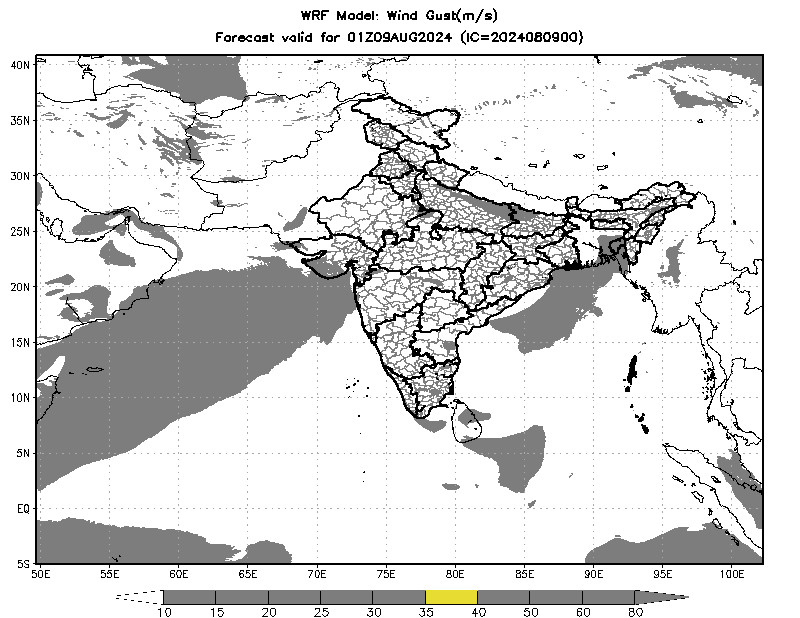 WRF Model: Wind Gust(m/s)
Forecast valid for 01Z09AUG2024 (IC=2024080900)
40N
35N
30N
25N
20N
15N
10N
5N
EQ
5S
50E 55E 60E 65E 70E 75E 80E 85E 90E 95E 100E
10 15 20 25 30 35 40 50 60 80